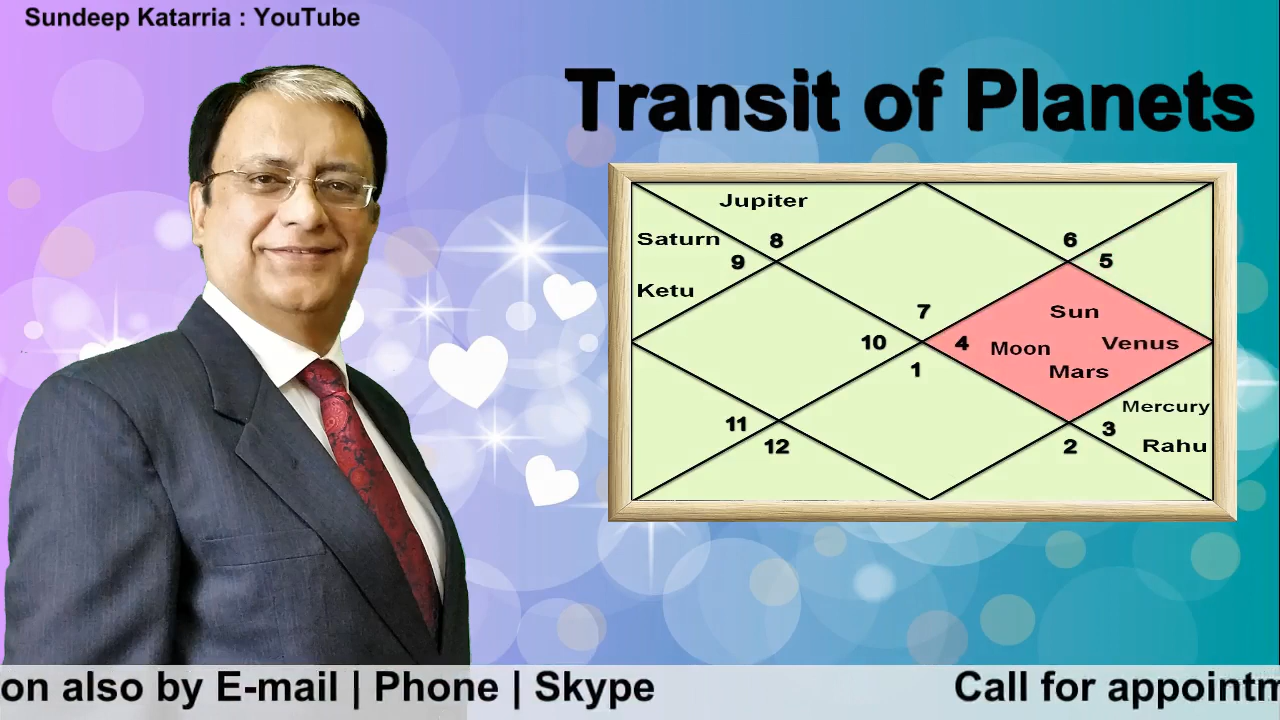 Sundeep Katarria : YouTube
Transit of Planets
Jupiter
Saturn 8 6
9 5
Ketu
7 Sun
10 4 Moon Venus
1 Mars
Mercury
11 3
12 2 Rahu
on also by E-mail | Phone | Skype Call for